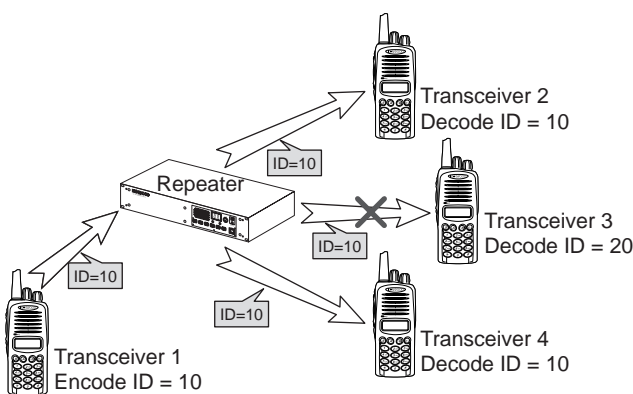 Transceiver 2
Decode ID = 10
ID=10
Repeater
Transceiver 3
Decode ID = 20
ID=10
ID=10
ID=10
Transceiver 4
Decode ID = 10
Transceiver 1
Encode ID = 10